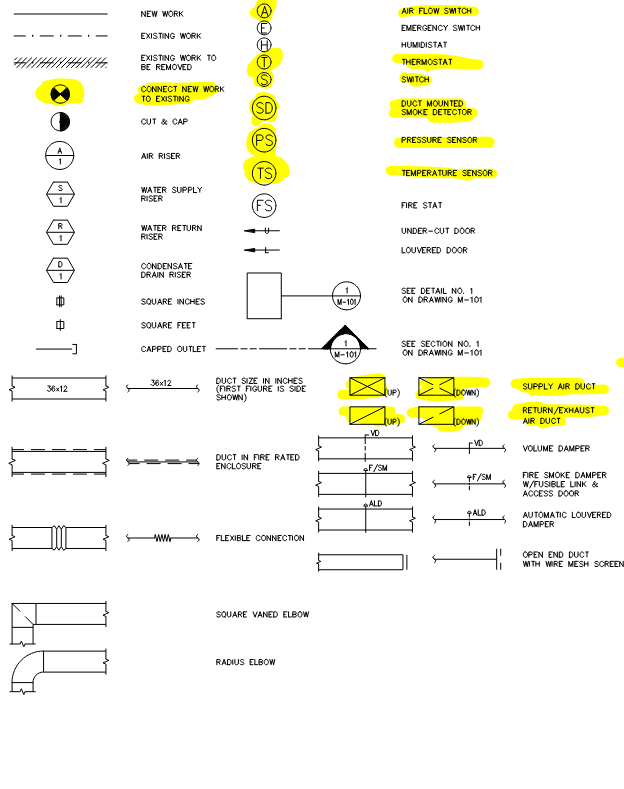 NEW WORK
EXISTING WORK
EXISTING WORK TO
BE REMOVED
CONNECT NEW WORK
TO EXISTING
CUT & CAP
A
1
AIR RISER
S
1
WATER SUPPLY
RISER
R
1
WATER RETURN
RISER
D
1
CONDENSATE
DRAIN RISER
SQUARE INCHES
SQUARE FEET
CAPPED OUTLET
A
AIR FLOW SWITCH
E
EMERGENCY SWITCH
H
HUMIDISTAT
T
THERMOSTAT
S
SWITCH
SD
DUCT MOUNTED
SMOKE DETECTOR
PS
PRESSURE SENSOR
TS
TEMPERATURE SENSOR
FS
FIRE STAT
U
UNDER-CUT DOOR
L
LOUVERED DOOR
1
M-101
SEE DETAIL NO. 1
ON DRAWING M-101
1
M-101
SEE SECTION NO. 1
ON DRAWING M-101
36x12
36x12
DUCT SIZE IN INCHES
(FIRST FIGURE IS SIDE
SHOWN)
DUCT IN FIRE RATED
ENCLOSURE
FLEXIBLE CONNECTION
SQUARE VANED ELBOW
RADIUS ELBOW
(UP)
(DOWN)
SUPPLY AIR DUCT
(UP)
(DOWN)
RETURN/EXHAUST
AIR DUCT
VD
VD
VOLUME DAMPER
F/SM
F/SM
FIRE SMOKE DAMPER
W/FUSIBLE LINK &
ACCESS DOOR
ALD
ALD
AUTOMATIC LOUVERED
DAMPER
OPEN END DUCT
WITH WIRE MESH SCREEN